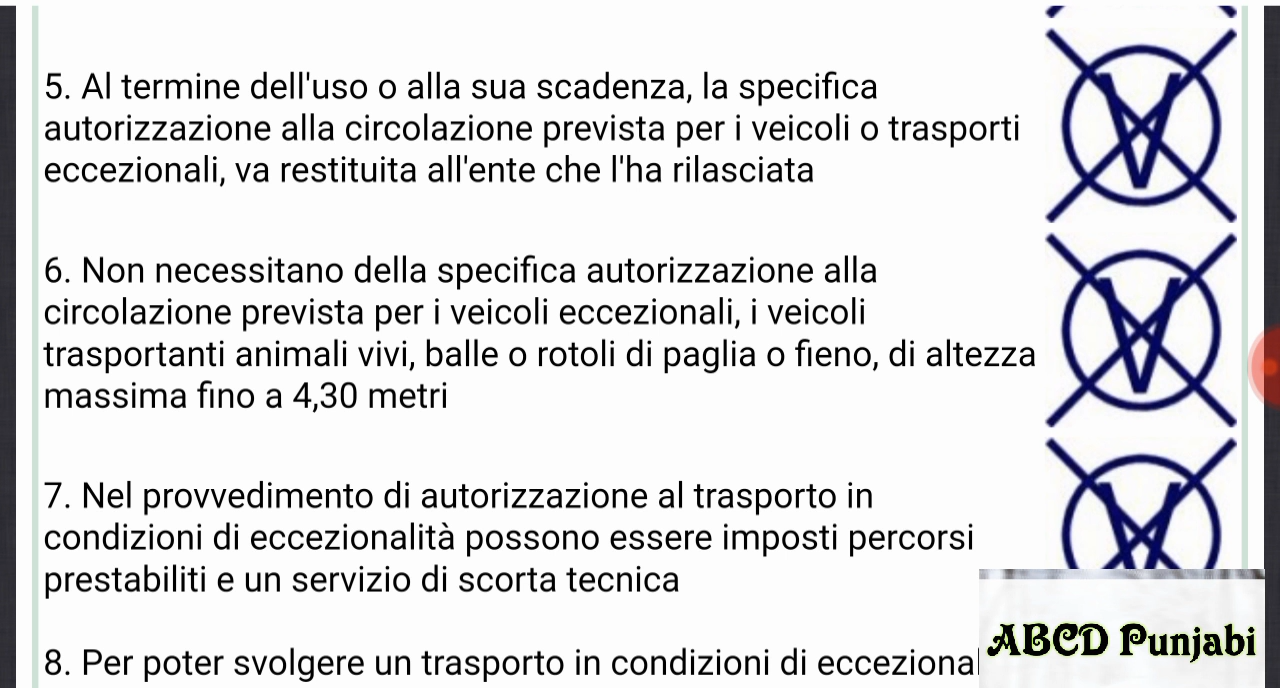 5. Al termine dell'uso o alla sua scadenza, la specifica
autorizzazione alla circolazione prevista per i veicoli o trasporti
eccezionali, va restituita all'ente che l'ha rilasciata
V
6. Non necessitano della specifica autorizzazione alla
circolazione prevista per i veicoli eccezionali, i veicoli
trasportanti animali vivi, balle o rotoli di paglia o fieno, di altezza
massima fino a 4,30 metri
V
7. Nel provvedimento di autorizzazione al trasporto in
condizioni di eccezionalità possono essere imposti percorsi
prestabiliti e un servizio di scorta tecnica
V
8. Per poter svolgere un trasporto in condizioni di
ABCD Punjabi